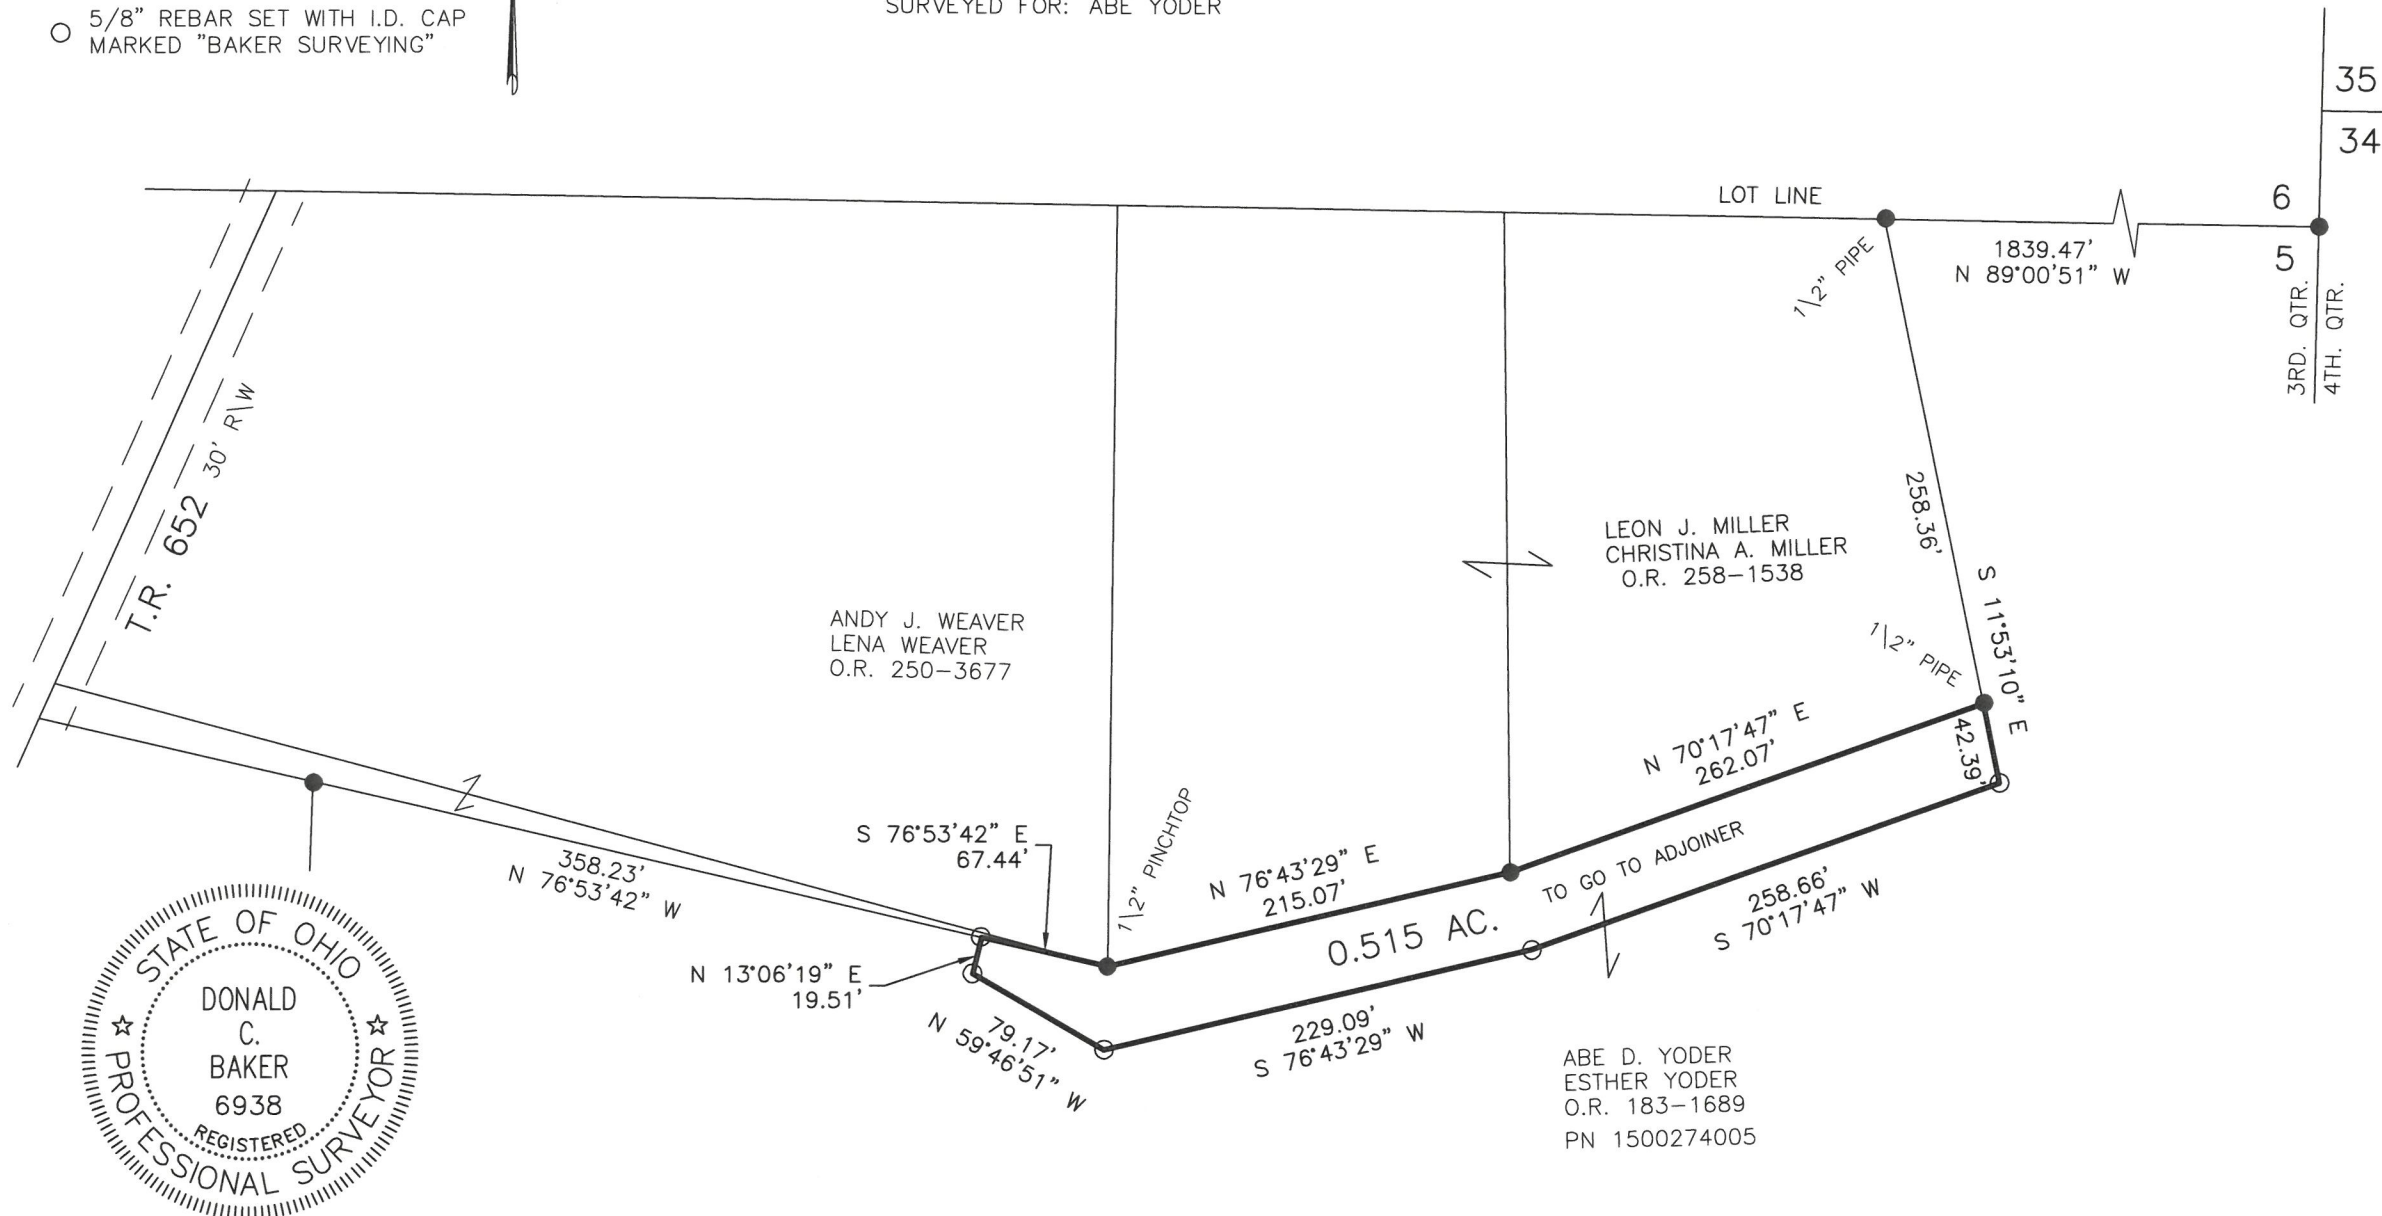 5/8" REBAR SET WITH I.D. CAP
MARKED "BAKER SURVEYING"
SURVEYED FOR: ABE YODER
35
34
6
5
3RD. QTR.
4TH. QTR.
LOT LINE
1839.47'
N 89°00'51" W
1\2" PIPE
T.R. 652 30' R\W
258.36'
S 11°53'10" E
LEON J. MILLER
CHRISTINA A. MILLER
O.R. 258-1538
ANDY J. WEAVER
LENA WEAVER
O.R. 250-3677
1\2" PIPE
42.39'
N 70°17'47" E
262.07'
1\2" PINCHTOP
S 76°53'42" E
67.44'
N 76°43'29" E
215.07'
TO GO TO ADJOINER
0.515 AC.
358.23'
N 76°53'42" W
258.66'
S 70°17'47" W
N 13°06'19" E
19.51'
79.17'
N 59°46'51" W
229.09'
S 76°43'29" W
ABE D. YODER
ESTHER YODER
O.R. 183-1689
PN 1500274005
STATE OF OHIO
DONALD
C.
BAKER
6938
REGISTERED
PROFESSIONAL SURVEYOR